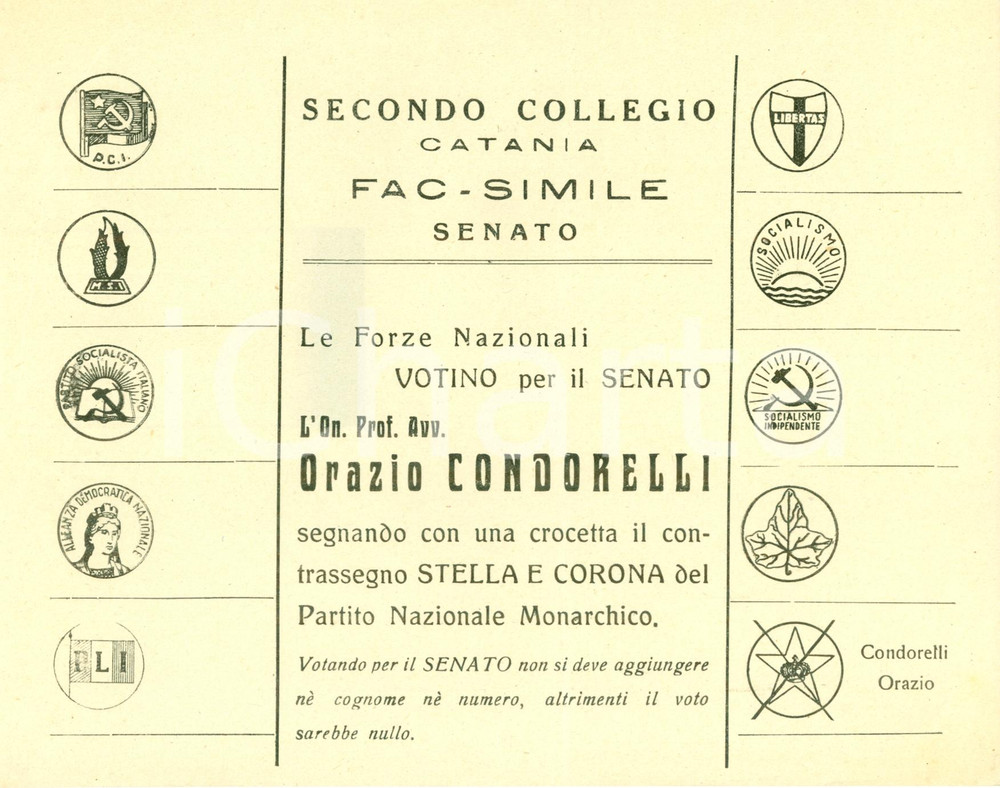 P.C.I.
M.S.I.
PARTITO SOCIALISTA ITALIANO
ALLEANZA DEMOCRATICA NAZIONALE
PLI
SECONDO COLLEGIO
CATANIA
FAC-SIMILE
SENATO
Le Forze Nazionali
VOTINO per il SENATO
L'On. Prof. Avv.
Orazio CONDORELLI
segnando con una crocetta il con-
trassegno STELLA E CORONA del
Partito Nazionale Monarchico.
Votando per il SENATO non si deve aggiungere
nè cognome nè numero, altrimenti il voto
sarebbe nullo.
LIBERTAS
SOCIALISMO
SOCIALISMO
INDIPENDENTE
Condorelli
Orazio
iCharta